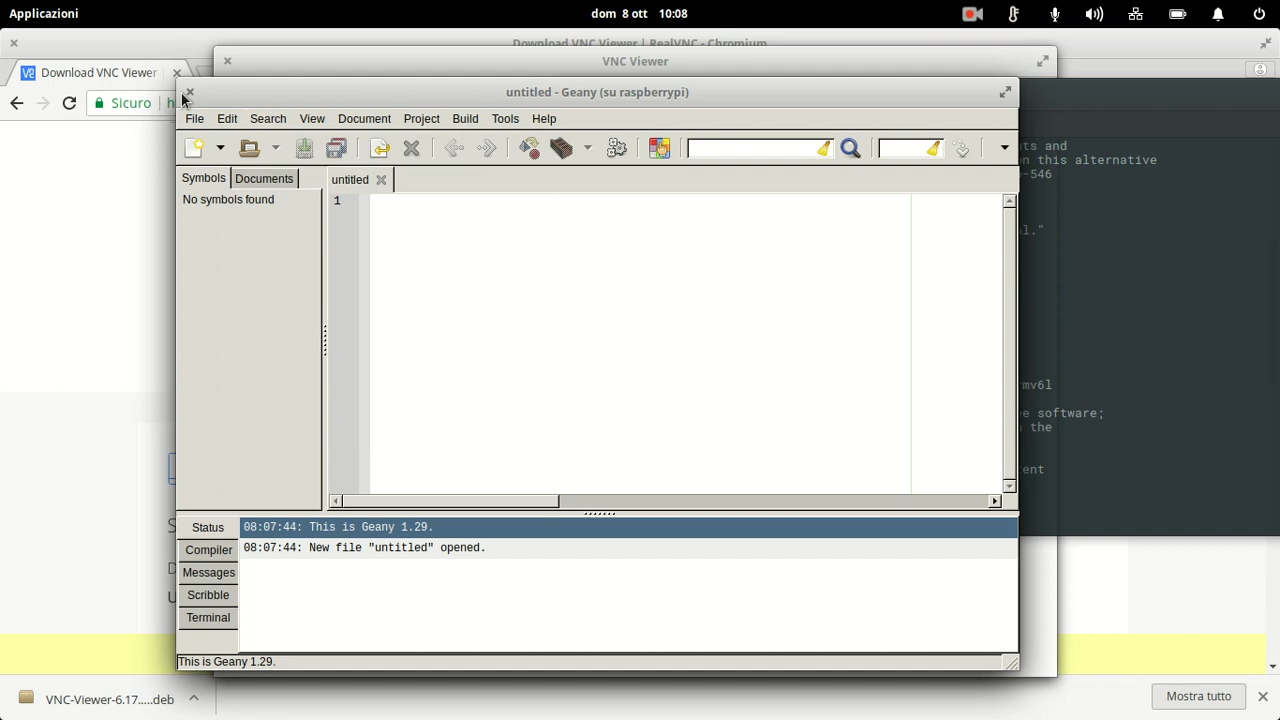 Applicazioni
dom 8 ott 10:08
Download VNC Viewer | RealVNC - Chromium
Download VNC Viewer
VNC Viewer
Sicuro
untitled - Geany (su raspberrypi)
File Edit Search View Document Project Build Tools Help
Symbols Documents
untitled
No symbols found
1
nts and
on this alternative
-546
l."
mv6l
e software;
the
ent
Status
08:07:44: This is Geany 1.29.
Compiler
08:07:44: New file "untitled" opened.
Messages
Scribble
Terminal
This is Geany 1.29.
VNC-Viewer-6.17.....deb
Mostra tutto